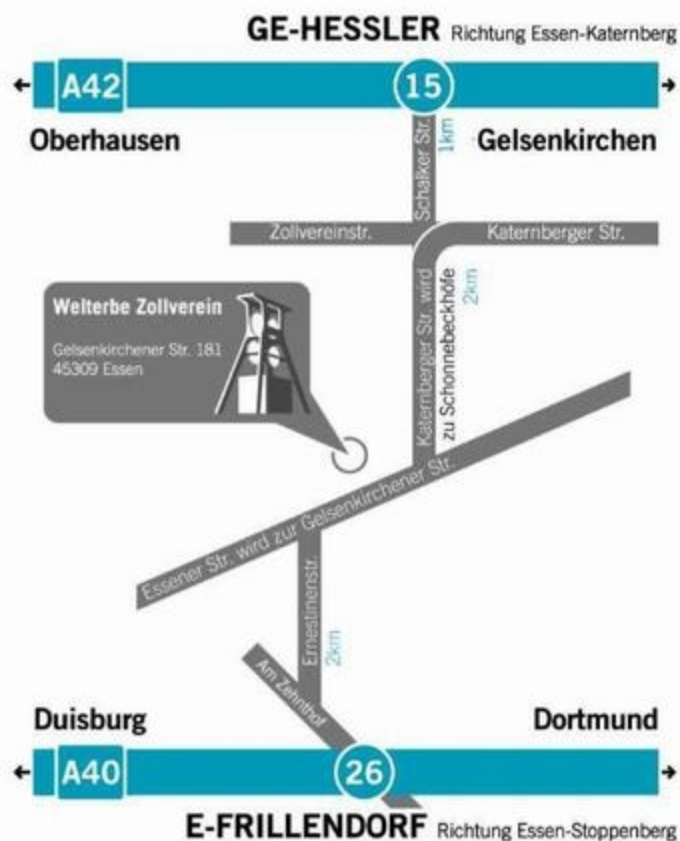 GE-HESSLER Richtung Essen-Katernberg
A42
15
Oberhausen
Gelsenkirchen
Schalker Str.
1km
Zollvereinstr.
Katernberger Str.
Katernberger Str. wird
zu Schonnebeckhöfe
2km
Welterbe Zollverein
Gelsenkirchener Str. 181
45309 Essen
Essener Str. wird zur Gelsenkirchener Str.
Ernestinenstr.
2km
Am Zehnthof
Duisburg
Dortmund
A40
26
E-FRILLENDORF Richtung Essen-Stoppenberg